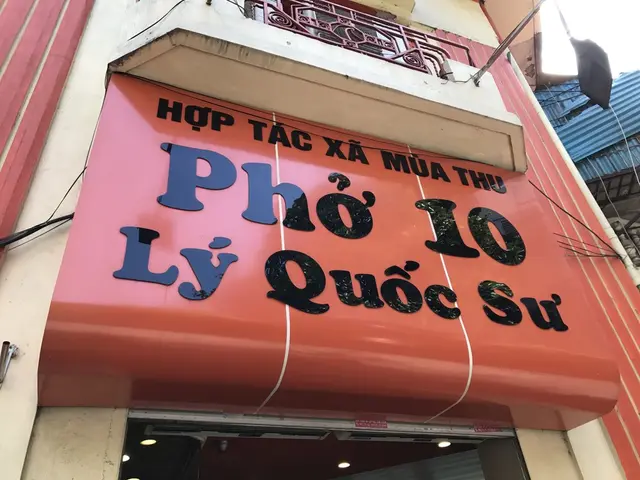 HỢP TÁC XÃ MÙA THU
Phở 10
Lý Quốc Sư